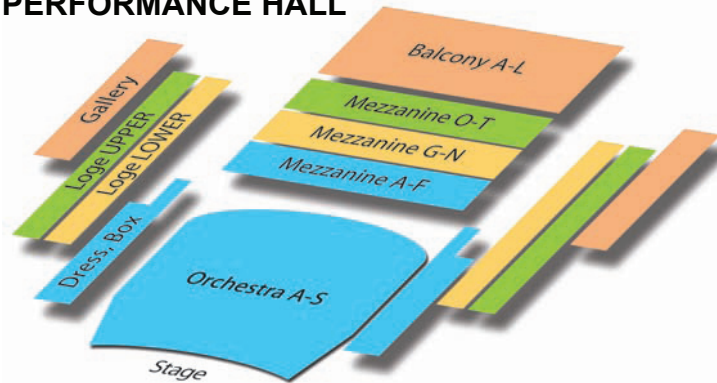 PERFORMANCE HALL
Balcony A-L
Gallery
Mezzanine O-T
Loge UPPER
Loge LOWER
Mezzanine G-N
Mezzanine A-F
Dress, Box
Orchestra A-S
Stage